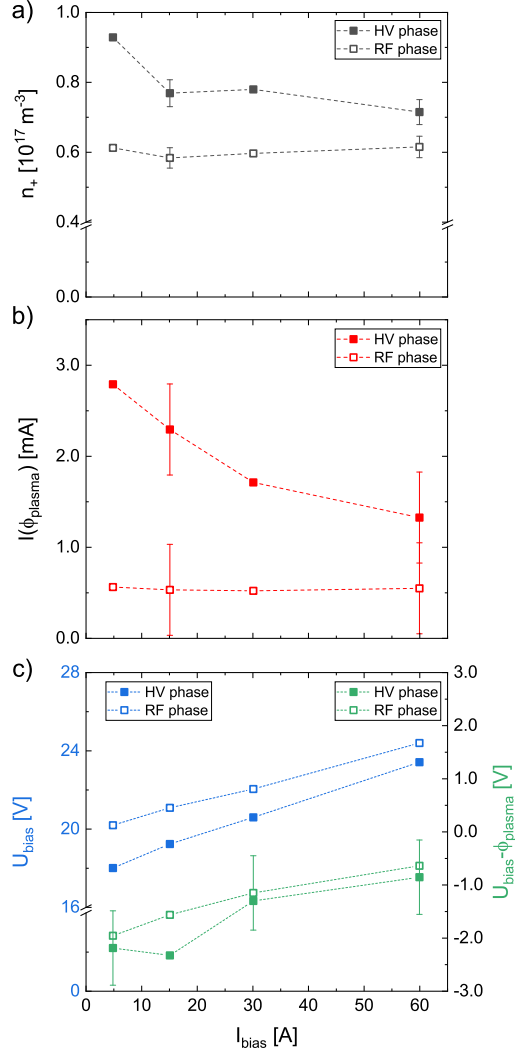 a)
1.0
0.8
0.6
0.4
0.0
n₊ [10¹⁷ m⁻³]
HV phase
RF phase
b)
3.0
2.0
1.0
0.0
I(ϕplasma) [mA]
HV phase
RF phase
c)
28
24
20
16
0
Ubias [V]
HV phase
RF phase
HV phase
RF phase
3.0
2.0
1.0
0.0
-1.0
-2.0
-3.0
Ubias-ϕplasma [V]
0 10 20 30 40 50 60
Ibias [A]